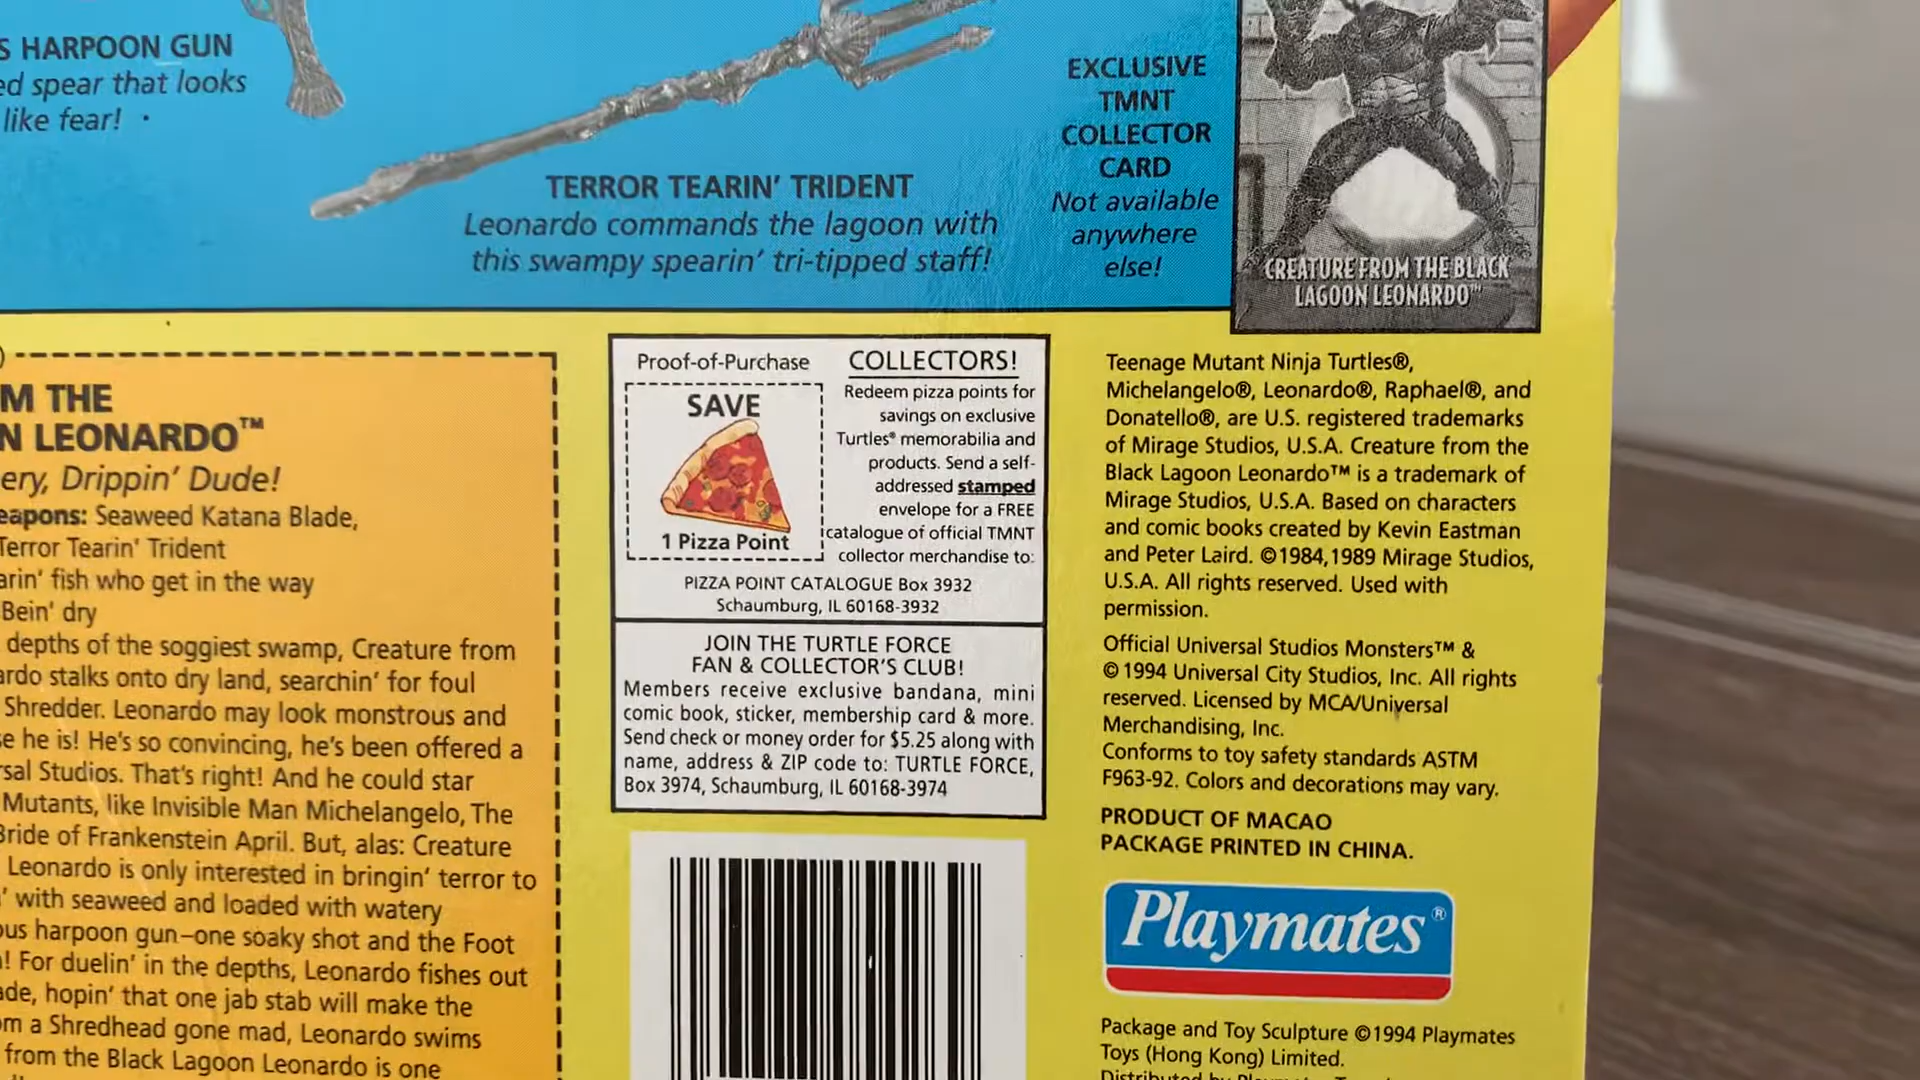 S HARPOON GUN
ed spear that looks
like fear!
TERROR TEARIN' TRIDENT
Leonardo commands the lagoon with
this swampy spearin' tri-tipped staff!
EXCLUSIVE
TMNT
COLLECTOR
CARD
Not available
anywhere
else!
CREATURE FROM THE BLACK
LAGOON LEONARDO™
M THE
N LEONARDO™
ery, Drippin' Dude!
eapons: Seaweed Katana Blade,
Terror Tearin' Trident
arin' fish who get in the way
Bein' dry
depths of the soggiest swamp, Creature from
ardo stalks onto dry land, searchin' for foul
Shredder. Leonardo may look monstrous and
se he is! He's so convincing, he's been offered a
rsal Studios. That's right! And he could star
Mutants, like Invisible Man Michelangelo, The
Bride of Frankenstein April. But, alas: Creature
Leonardo is only interested in bringin' terror to
' with seaweed and loaded with watery
ous harpoon gun–one soaky shot and the Foot
! For duelin' in the depths, Leonardo fishes out
ade, hopin' that one jab stab will make the
om a Shredhead gone mad, Leonardo swims
from the Black Lagoon Leonardo is one
Proof-of-Purchase
SAVE
1 Pizza Point
COLLECTORS!
Redeem pizza points for
savings on exclusive
Turtles® memorabilia and
products. Send a self-
addressed stamped
envelope for a FREE
catalogue of official TMNT
collector merchandise to:
PIZZA POINT CATALOGUE Box 3932
Schaumburg, IL 60168-3932
JOIN THE TURTLE FORCE
FAN & COLLECTOR'S CLUB!
Members receive exclusive bandana, mini
comic book, sticker, membership card & more.
Send check or money order for $5.25 along with
name, address & ZIP code to: TURTLE FORCE,
Box 3974, Schaumburg, IL 60168-3974
Teenage Mutant Ninja Turtles®,
Michelangelo®, Leonardo®, Raphael®, and
Donatello®, are U.S. registered trademarks
of Mirage Studios, U.S.A. Creature from the
Black Lagoon Leonardo™ is a trademark of
Mirage Studios, U.S.A. Based on characters
and comic books created by Kevin Eastman
and Peter Laird. ©1984,1989 Mirage Studios,
U.S.A. All rights reserved. Used with
permission.
Official Universal Studios Monsters™ &
©1994 Universal City Studios, Inc. All rights
reserved. Licensed by MCA/Universal
Merchandising, Inc.
Conforms to toy safety standards ASTM
F963-92. Colors and decorations may vary.
PRODUCT OF MACAO
PACKAGE PRINTED IN CHINA.
Playmates®
Package and Toy Sculpture ©1994 Playmates
Toys (Hong Kong) Limited.